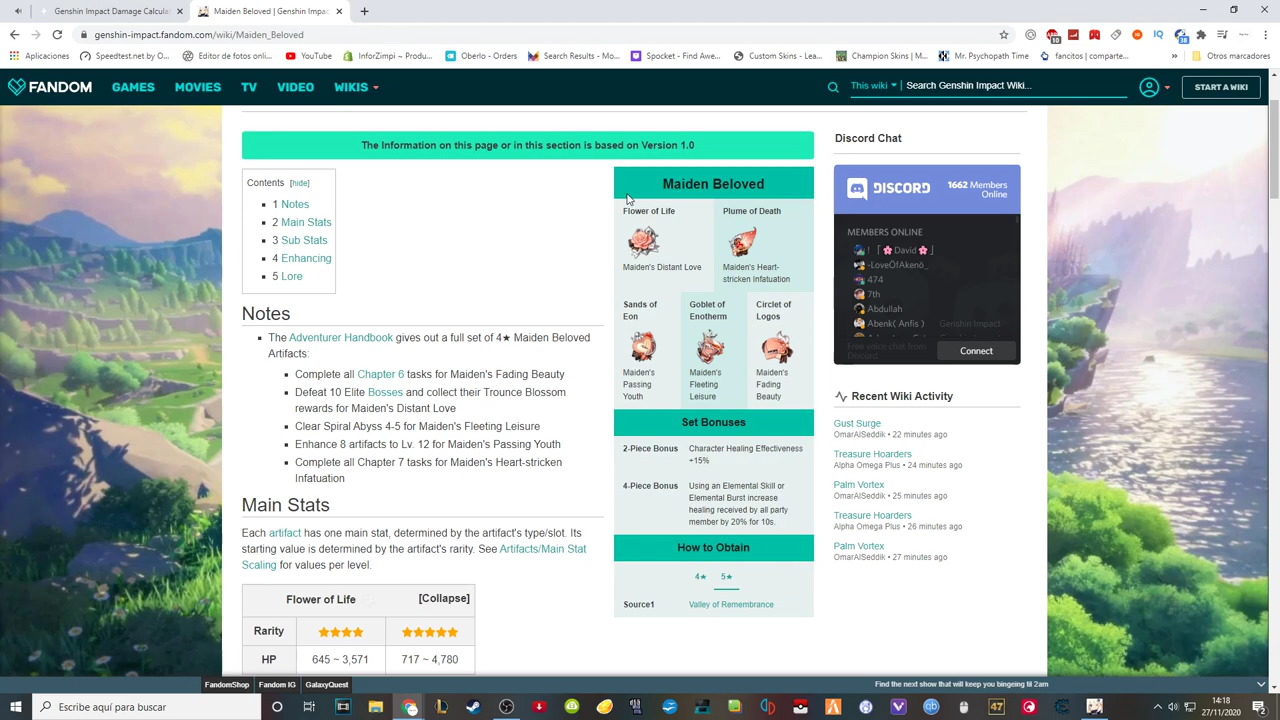 Genshin Damage Calcula
Maiden Beloved | Genshin Impact
genshin-impact.fandom.com/wiki/Maiden_Beloved
Aplicaciones
Speedtest.net by O...
Editor de fotos onli...
YouTube
InforZimpi ~ Proyect...
Oberlo - Orders
Search Results - Mo...
Spocket - Find the n...
Custom Skins - Lea...
Champion Skins | M...
Mr. Psychopath Time
fancitos | comparte...
Otros marcadores
FANDOM
GAMES
MOVIES
TV
VIDEO
WIKIS
This wiki
Search Genshin Impact Wiki...
START A WIKI
The Information on this page or in this section is based on Version 1.0
Contents [hide]
1 Notes
2 Main Stats
3 Sub Stats
4 Enhancing
5 Lore
Notes
The Adventurer Handbook gives out a full set of 4★ Maiden Beloved
Artifacts:
Complete all Chapter 6 tasks for Maiden's Fading Beauty
Defeat 10 Elite Bosses and collect their Trounce Blossom
rewards for Maiden's Distant Love
Clear Spiral Abyss 4-5 for Maiden's Fleeting Leisure
Enhance 8 artifacts to Lv. 12 for Maiden's Passing Youth
Complete all Chapter 7 tasks for Maiden's Heart-stricken
Infatuation
Main Stats
Each artifact has one main stat, determined by the artifact's type/slot. Its
starting value is determined by the artifact's rarity. See Artifacts/Main Stat
Scaling for values per level.
Flower of Life [Collapse]
Rarity ★★★★ ★★★★★
HP 645 ~ 3,571 717 ~ 4,780
Maiden Beloved
Flower of Life
Maiden's Distant Love
Plume of Death
Maiden's Heart-
stricken Infatuation
Sands of
Eon
Maiden's
Passing
Youth
Goblet of
Enotherm
Maiden's
Fleeting
Leisure
Circlet of
Logos
Maiden's
Fading
Beauty
Set Bonuses
2-Piece Bonus
Character Healing Effectiveness
+15%
4-Piece Bonus
Using an Elemental Skill or
Elemental Burst increase
healing received by all party
member by 20% for 10s.
How to Obtain
4★ 5★
Source1 Valley of Remembrance
Discord Chat
DISCORD
1662 Members
Online
MEMBERS ONLINE
! 「🌸David🌸」
-LoveÖfAkenö_
474
7th
Abdullah
Abenk( Anfis ) Genshin Impact
Free voice chat from
Discord
Connect
Recent Wiki Activity
Gust Surge
OmarAlSeddik • 22 minutes ago
Treasure Hoarders
Alpha Omega Plus • 24 minutes ago
Palm Vortex
OmarAlSeddik • 25 minutes ago
Treasure Hoarders
Alpha Omega Plus • 26 minutes ago
Palm Vortex
OmarAlSeddik • 27 minutes ago
FandomShop
Fandom IG
GalaxyQuest
Find the next show that will keep you bingeing til 2am
Escribe aquí para buscar
14:18
27/11/2020